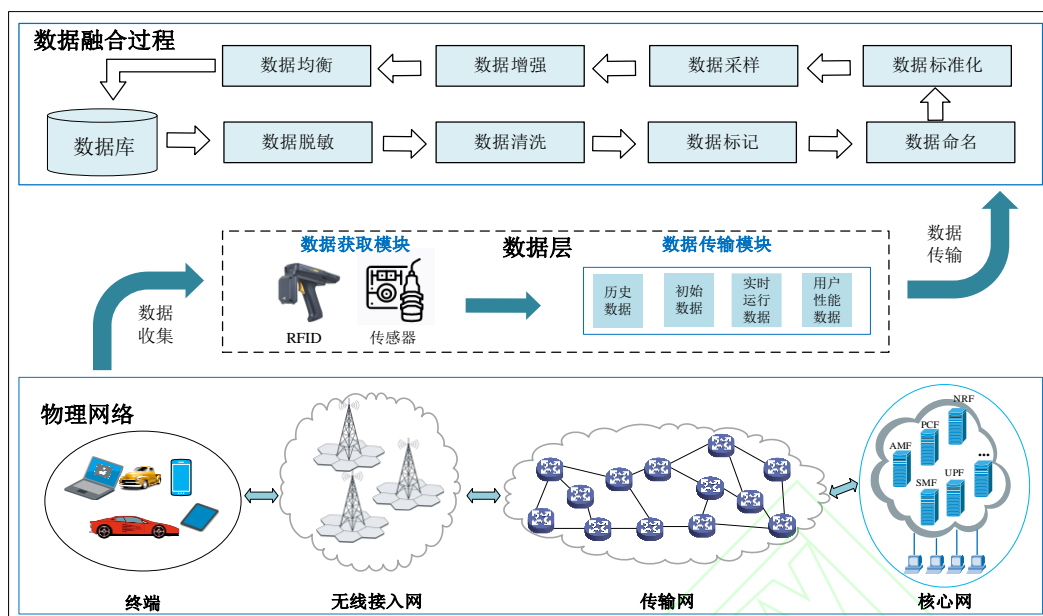 数据融合过程
数据均衡
数据增强
数据采样
数据标准化
数据库
数据脱敏
数据清洗
数据标记
数据命名
数据获取模块
数据层
数据传输模块
数据
传输
数据
收集
RFID
传感器
历史
数据
初始
数据
实时
运行
数据
用户
性能
数据
物理网络
NRF
PCF
AMF
...
SMF
UPF
终端
无线接入网
传输网
核心网